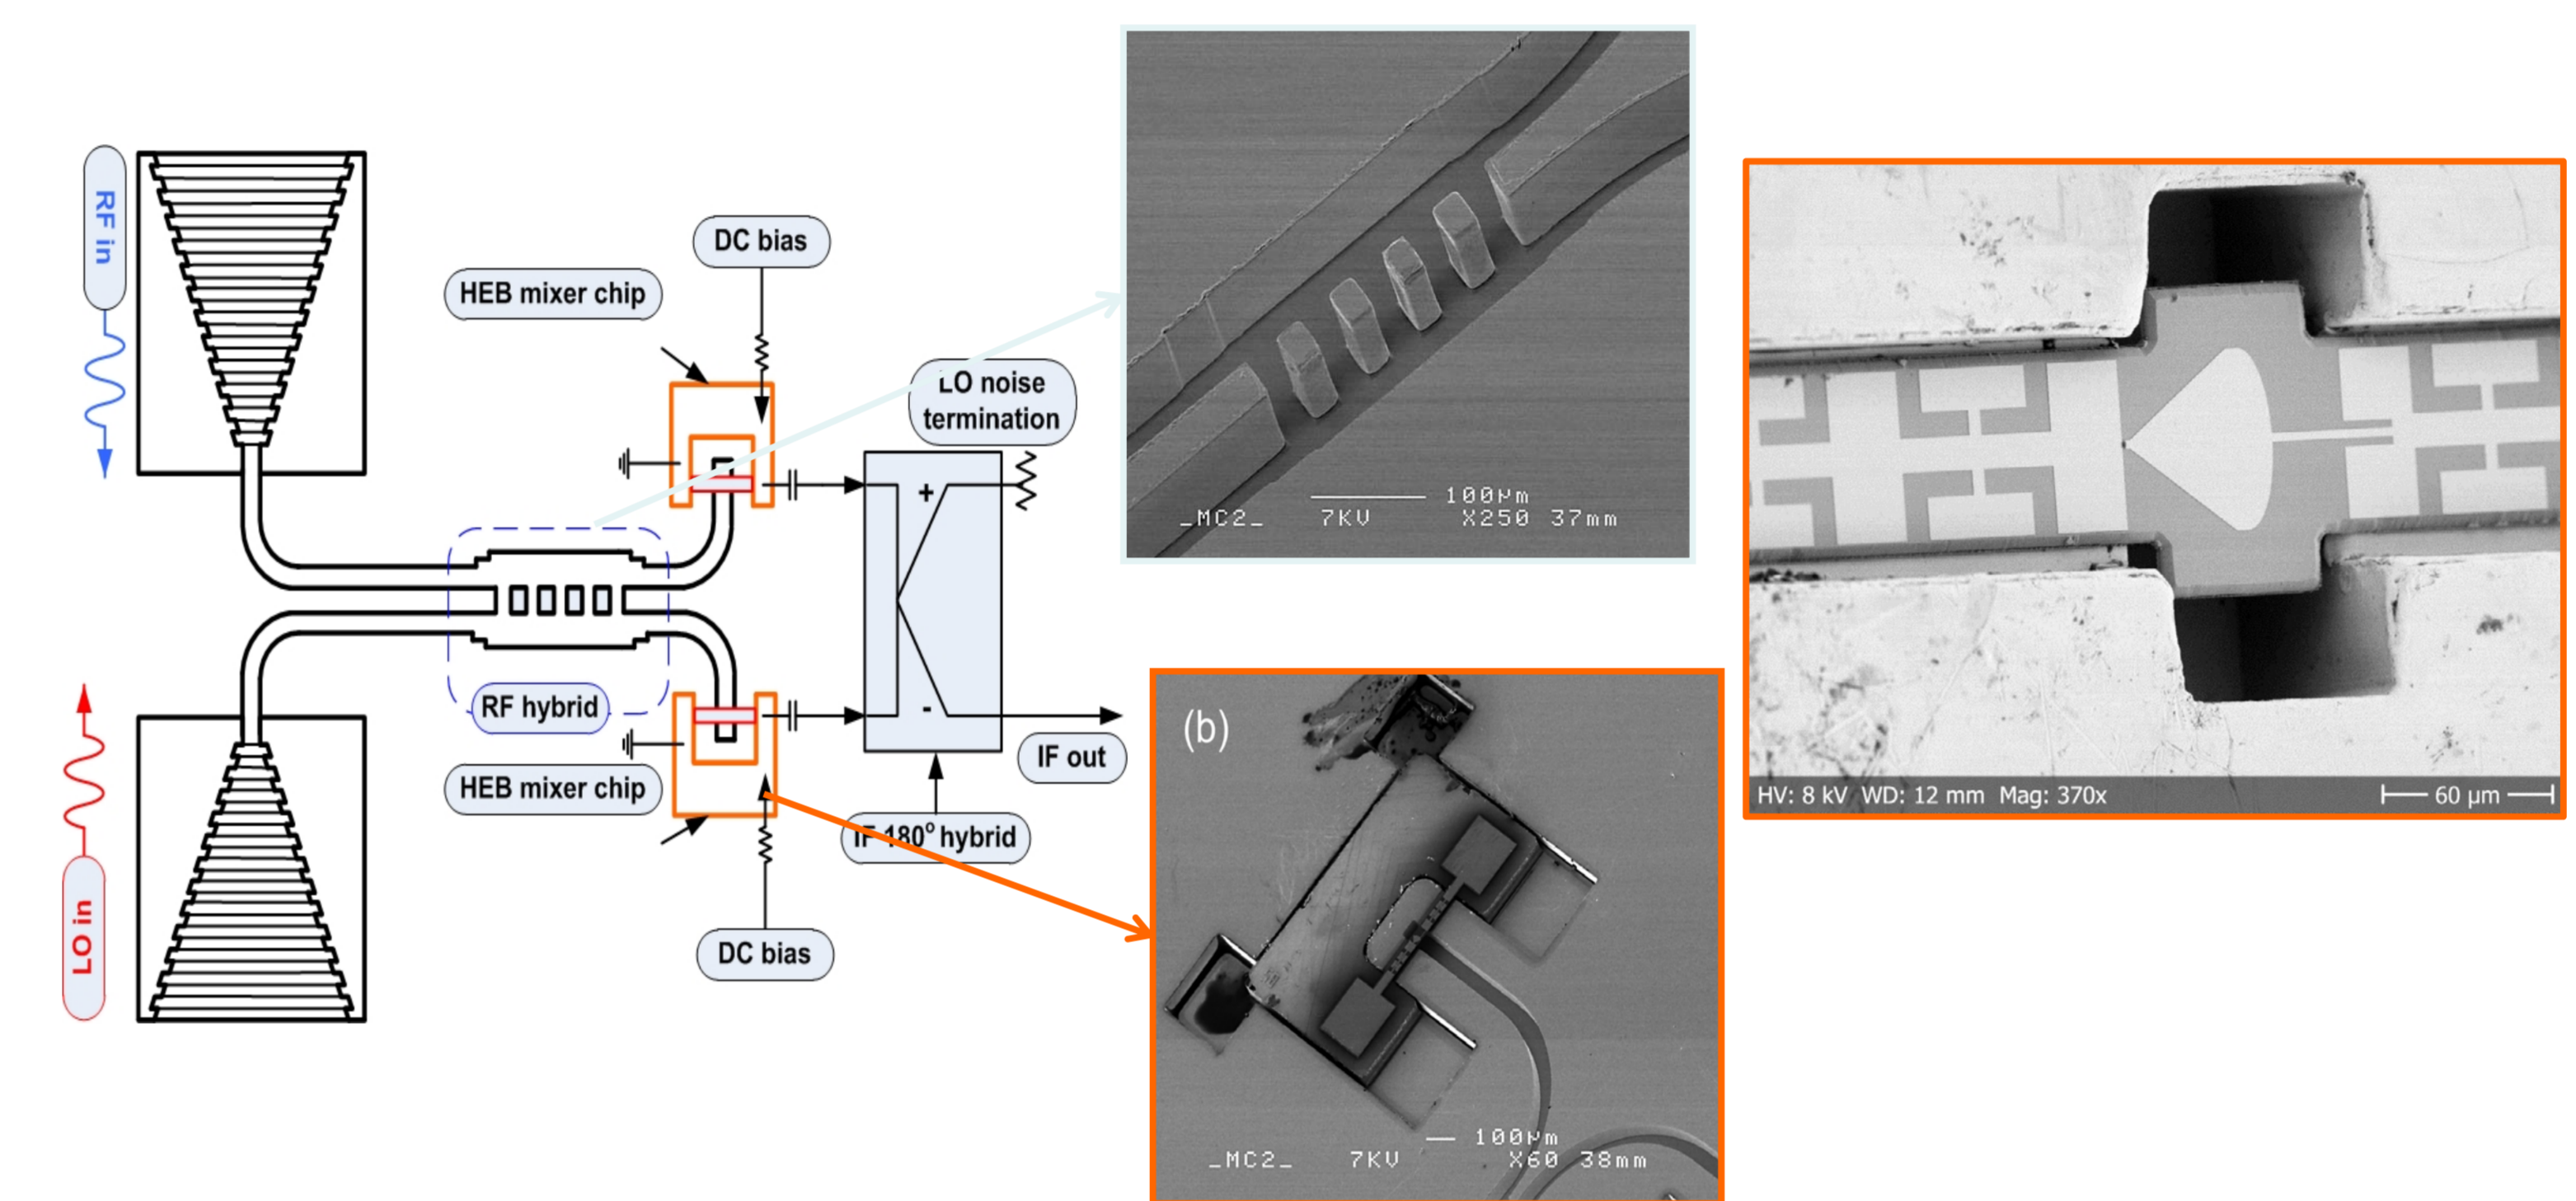 RF in
DC bias
HEB mixer chip
LO noise
termination
+
-
RF hybrid
IF out
HEB mixer chip
IF 180° hybrid
LO in
DC bias
100µm
_MC2_ 7KV X250 37mm
(b)
100µm
_MC2_ 7KV X60 38mm
HV: 8 kV WD: 12 mm Mag: 370x 60 µm